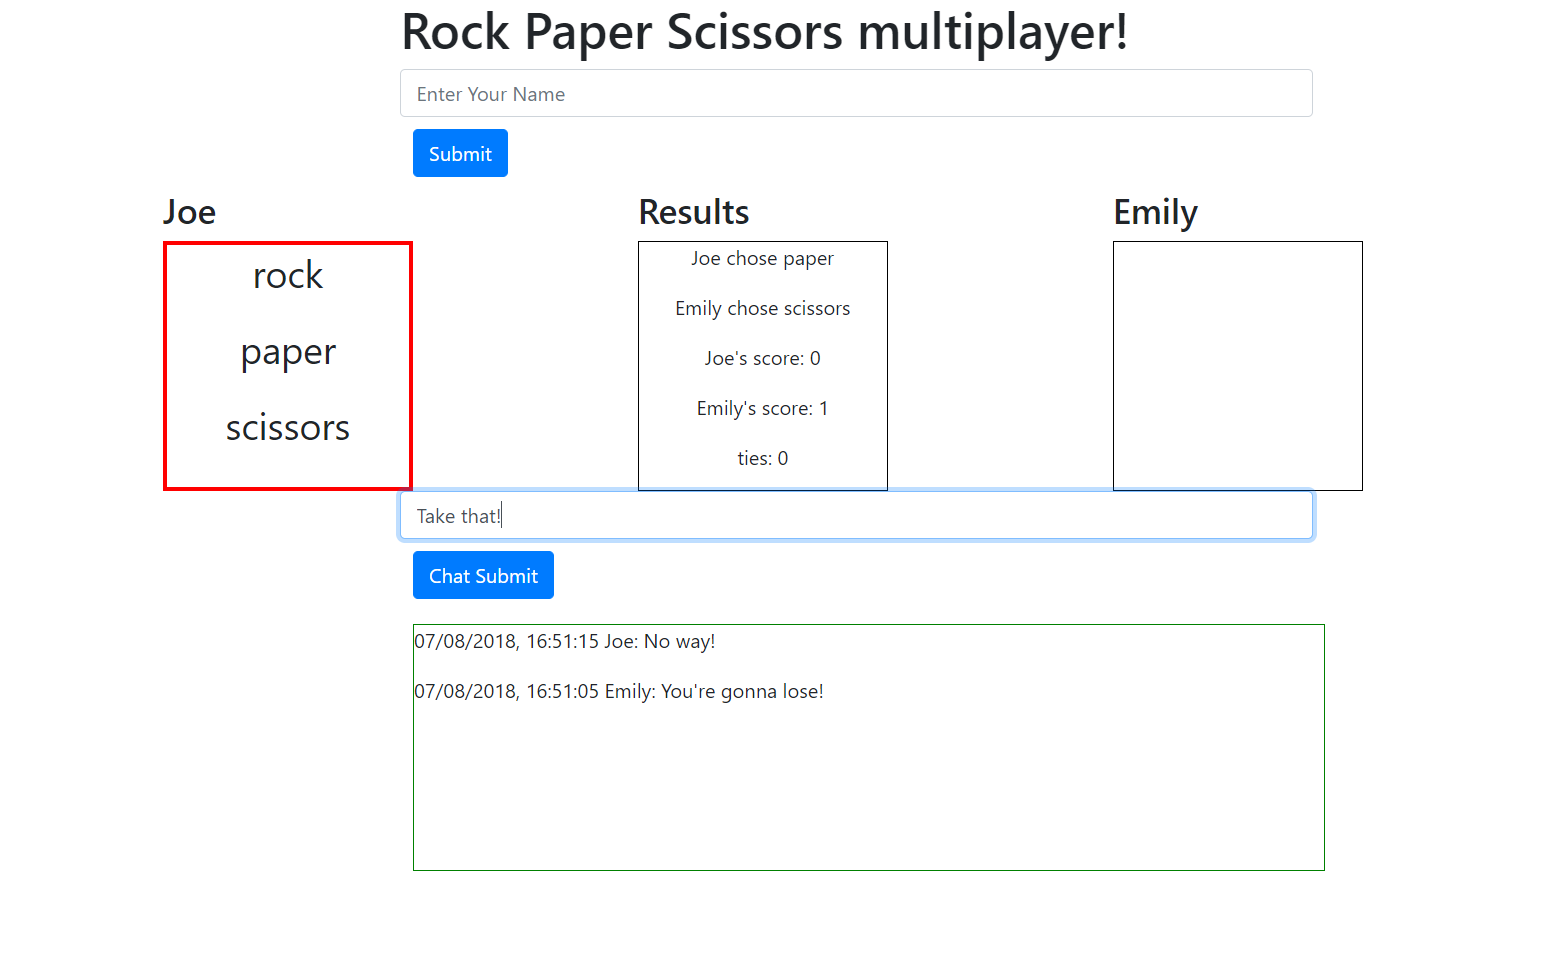 Rock Paper Scissors multiplayer!
Enter Your Name
Submit
Joe
rock
paper
scissors
Results
Joe chose paper
Emily chose scissors
Joe's score: 0
Emily's score: 1
ties: 0
Emily
Take that!
Chat Submit
07/08/2018, 16:51:15 Joe: No way!
07/08/2018, 16:51:05 Emily: You're gonna lose!